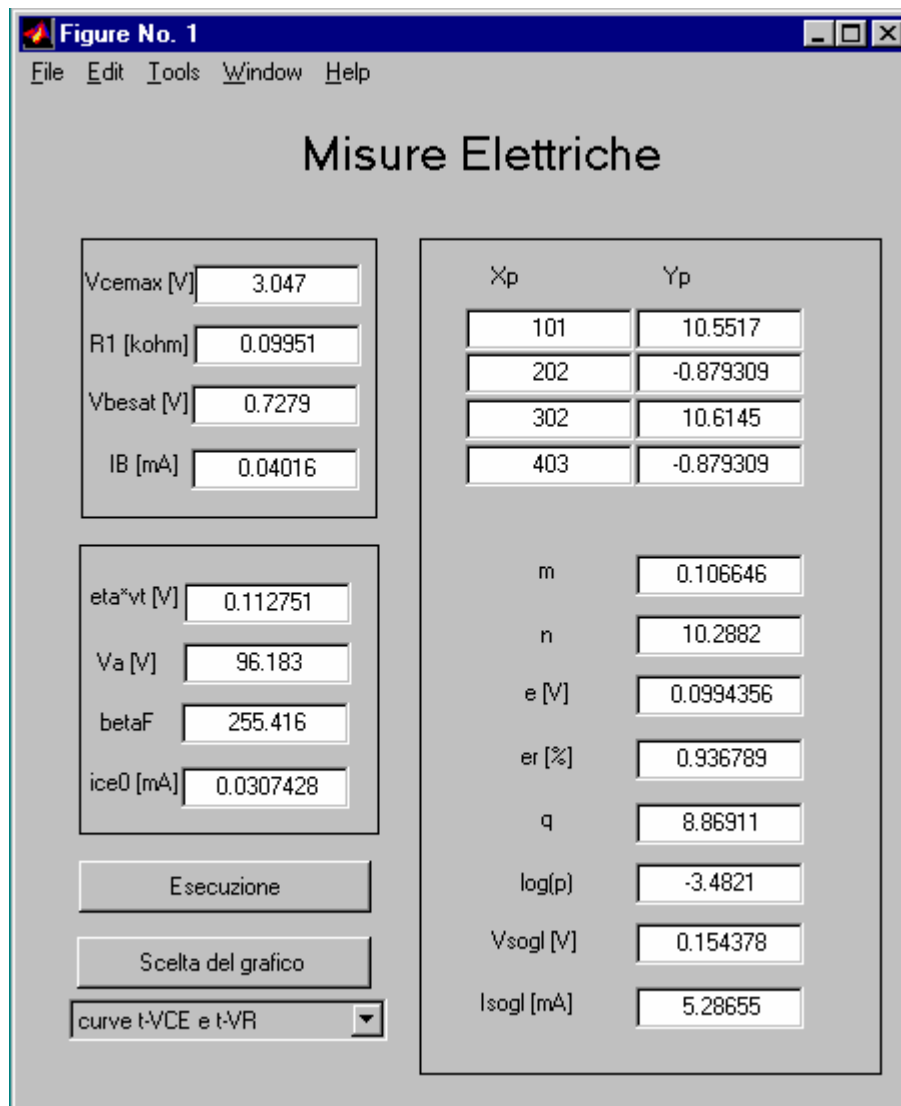 Figure No. 1
File Edit Tools Window Help
Misure Elettriche
Vcemax [V] 3.047
R1 [kohm] 0.09951
Vbesat [V] 0.7279
IB [mA] 0.04016
eta*vt [V] 0.112751
Va [V] 96.183
betaF 255.416
ice0 [mA] 0.0307428
Esecuzione
Scelta del grafico
curve t-VCE e t-VR
Xp Yp
101 10.5517
202 -0.879309
302 10.6145
403 -0.879309
m 0.106646
n 10.2882
e [V] 0.0994356
er [%] 0.936789
q 8.86911
log(p) -3.4821
Vsogl [V] 0.154378
Isogl [mA] 5.28655